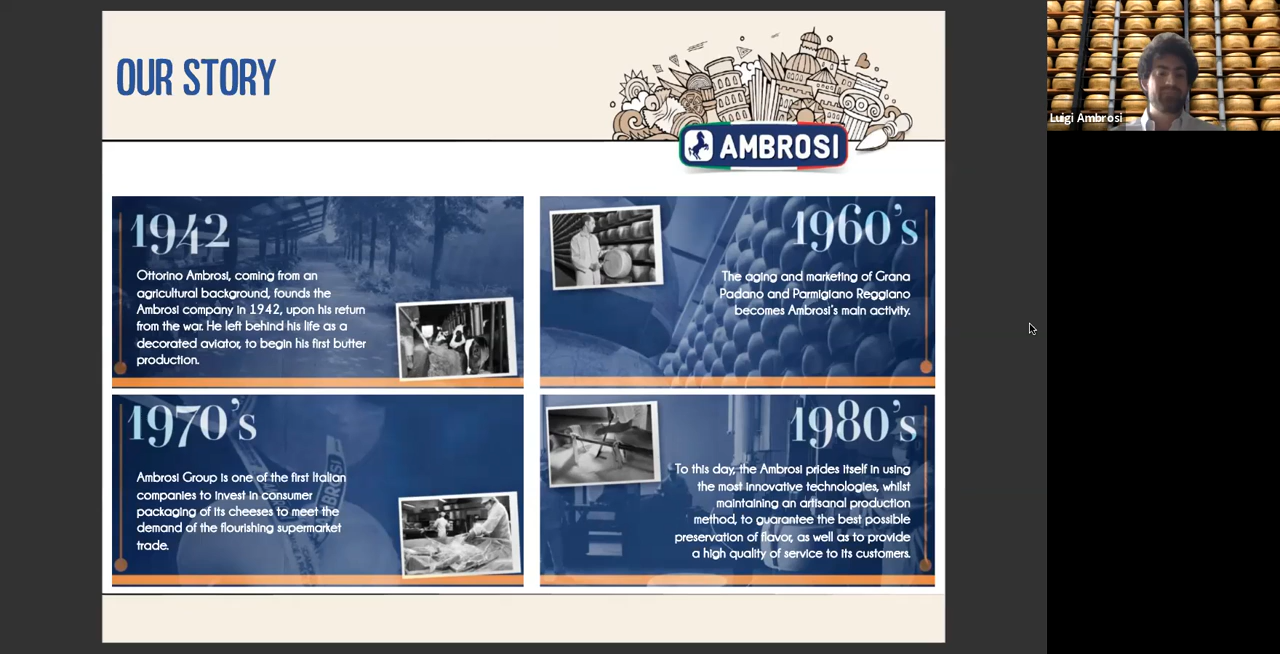 OUR STORY
AMBROSI
Luigi Ambrosi
1942
Ottorino Ambrosi, coming from an
agricultural background, founds the
Ambrosi company in 1942, upon his return
from the war. He left behind his life as a
decorated aviator, to begin his first butter
production.
1960's
The aging and marketing of Grana
Padano and Parmigiano Reggiano
becomes Ambrosi's main activity.
1970's
Ambrosi Group is one of the first Italian
companies to invest in consumer
packaging of its cheeses to meet the
demand of the flourishing supermarket
trade.
1980's
To this day, the Ambrosi prides itself in using
the most innovative technologies, whilst
maintaining an artisanal production
method, to guarantee the best possible
preservation of flavor, as well as to provide
a high quality of service to its customers.